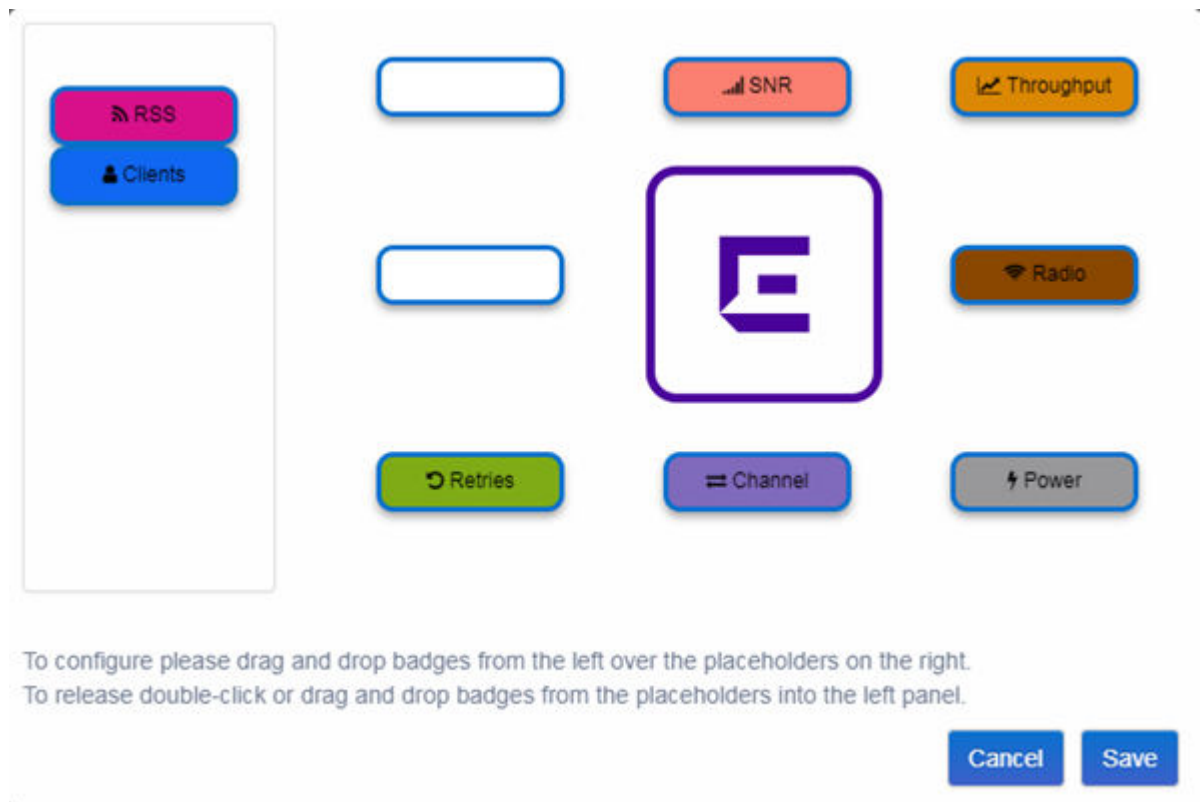 RSS
Clients
SNR
Throughput
Radio
Retries
Channel
Power
To configure please drag and drop badges from the left over the placeholders on the right.
To release double-click or drag and drop badges from the placeholders into the left panel.
Cancel
Save